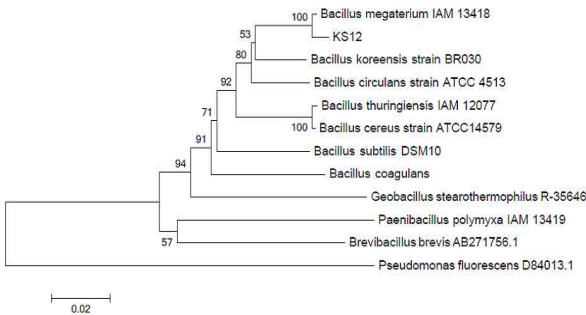 100
Bacillus megaterium IAM 13418
KS12
53
Bacillus koreensis strain BR030
80
Bacillus circulans strain ATCC 4513
92
Bacillus thuringiensis IAM 12077
100
Bacillus cereus strain ATCC14579
71
Bacillus subtilis DSM10
91
Bacillus coagulans
94
Geobacillus stearothermophilus R-35646
Paenibacillus polymyxa IAM 13419
57
Brevibacillus brevis AB271756.1
Pseudomonas fluorescens D84013.1
0.02